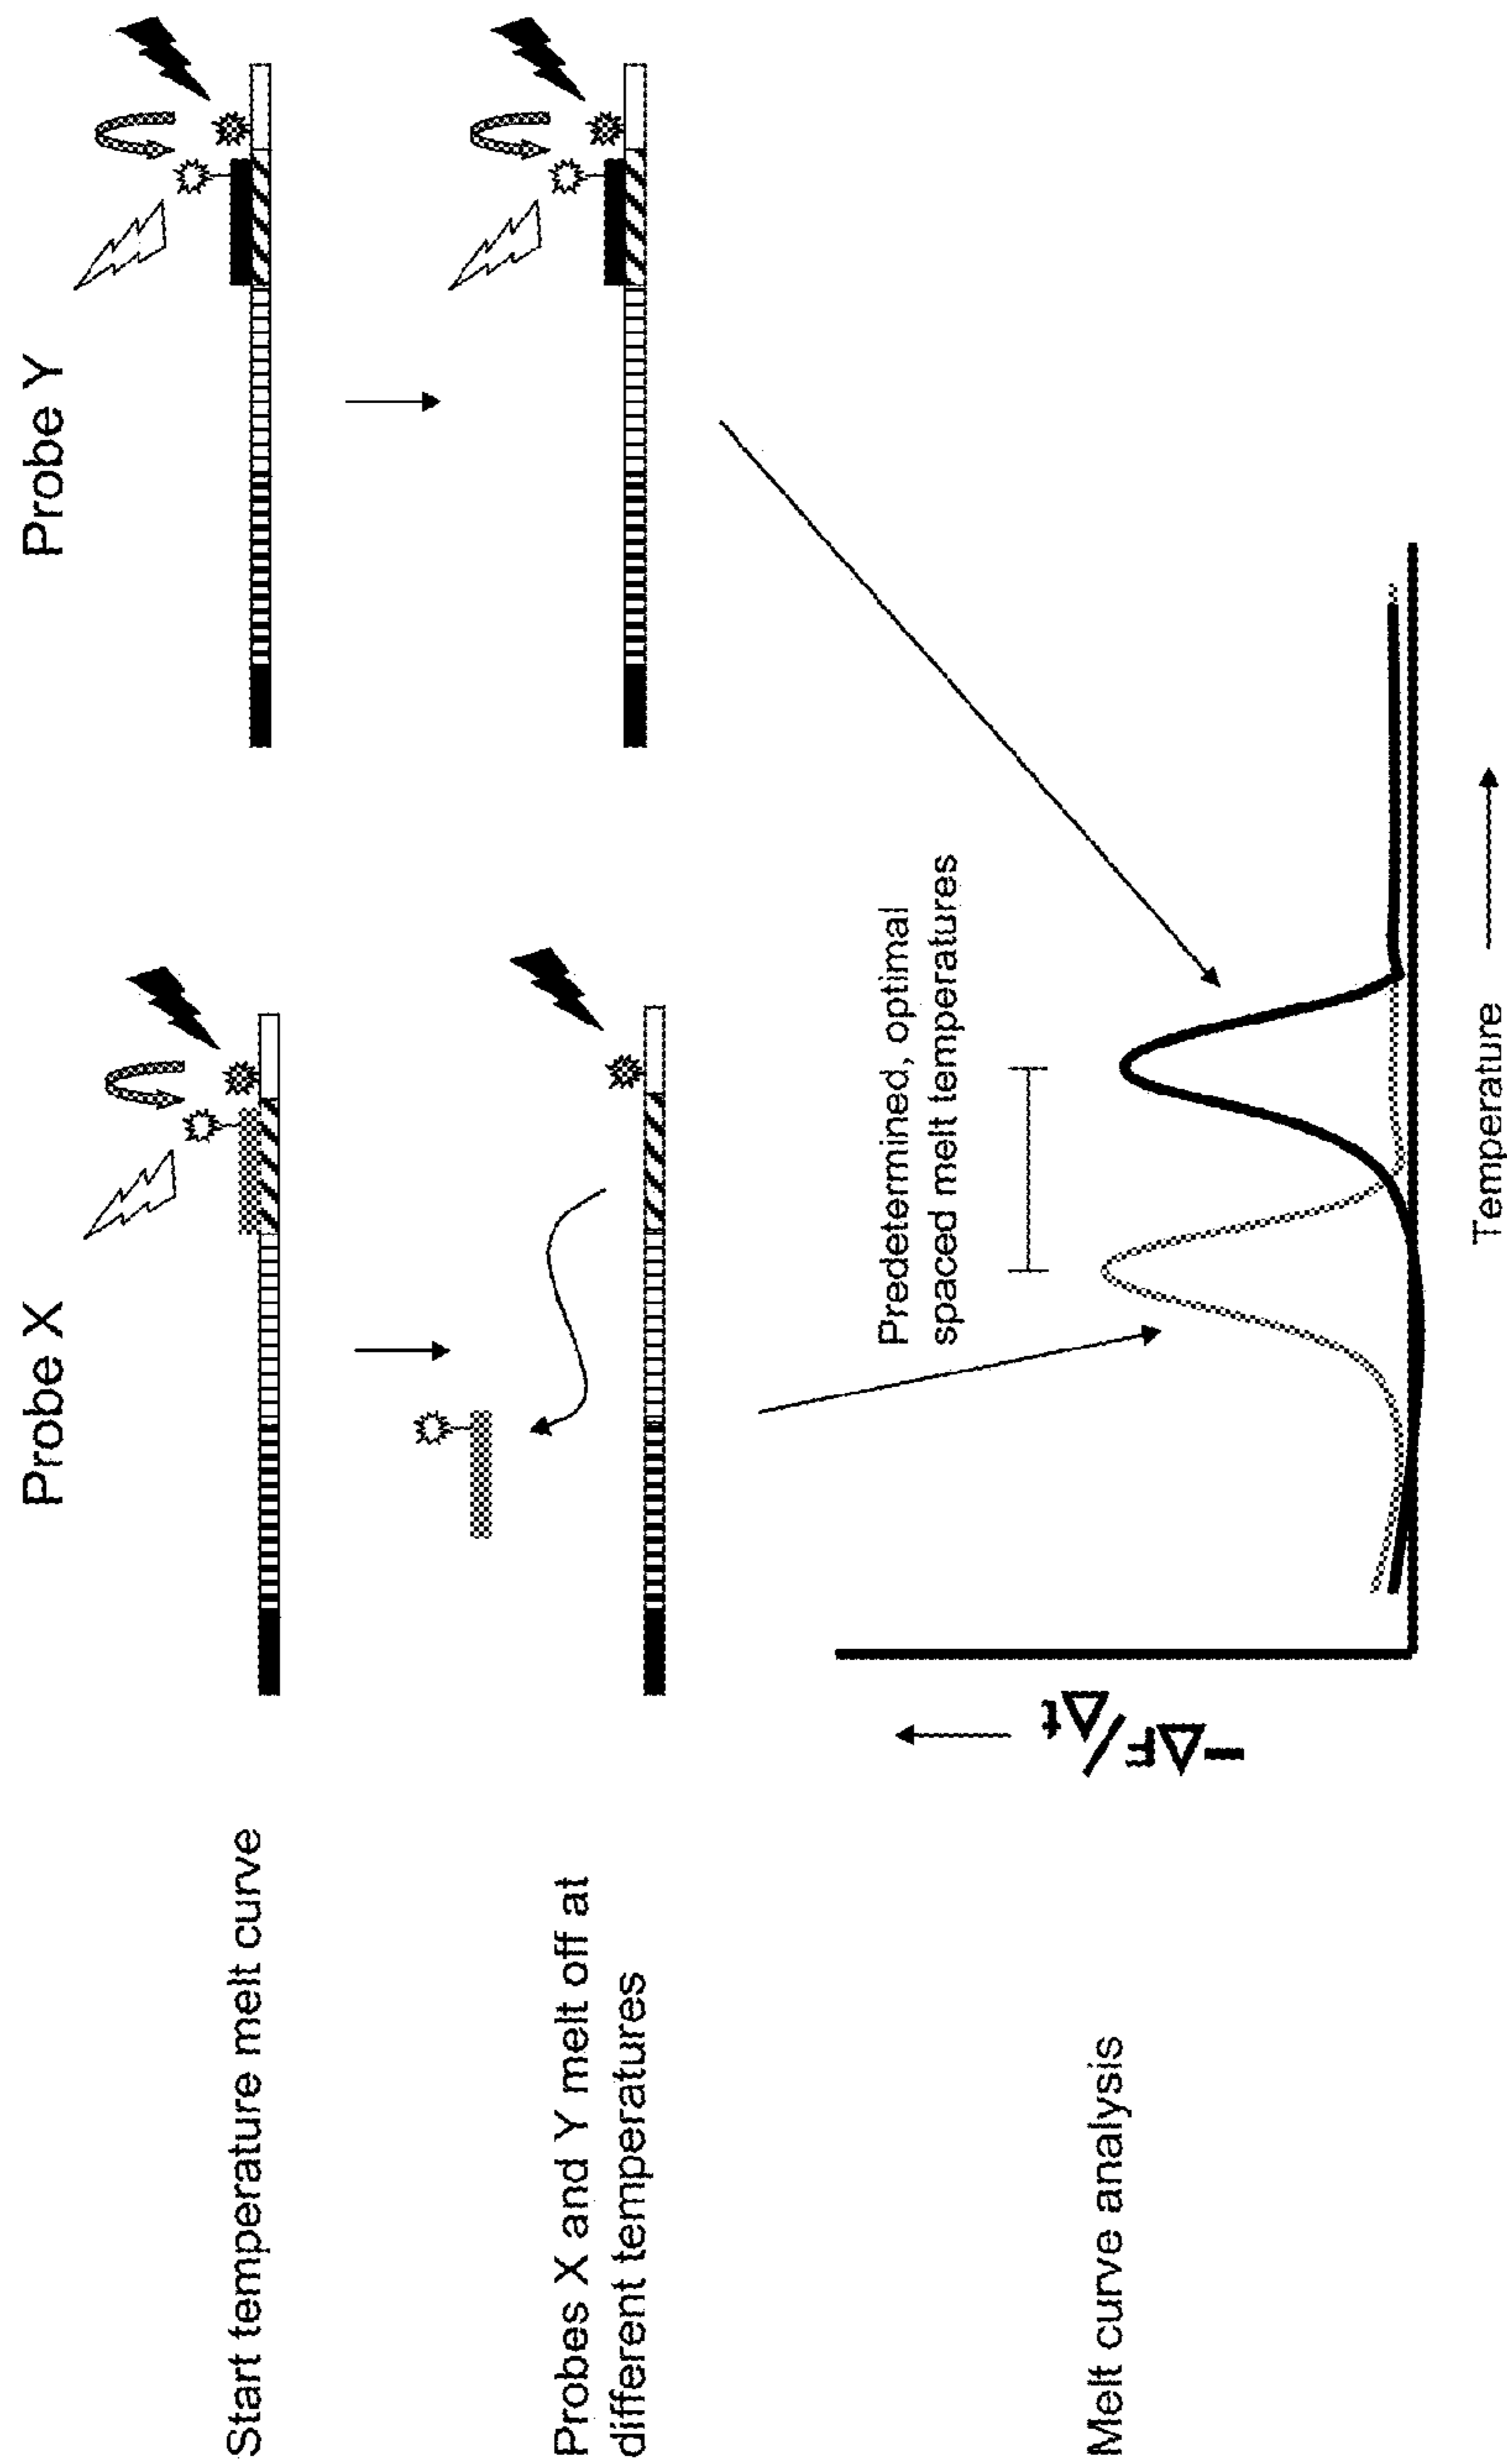 Probe X
Probe Y
Start temperature melt curve
Probes X and Y melt off at
different temperatures
Predetermined, optimal
spaced melt temperatures
Melt curve analysis
-ΔF/Δt
Temperature